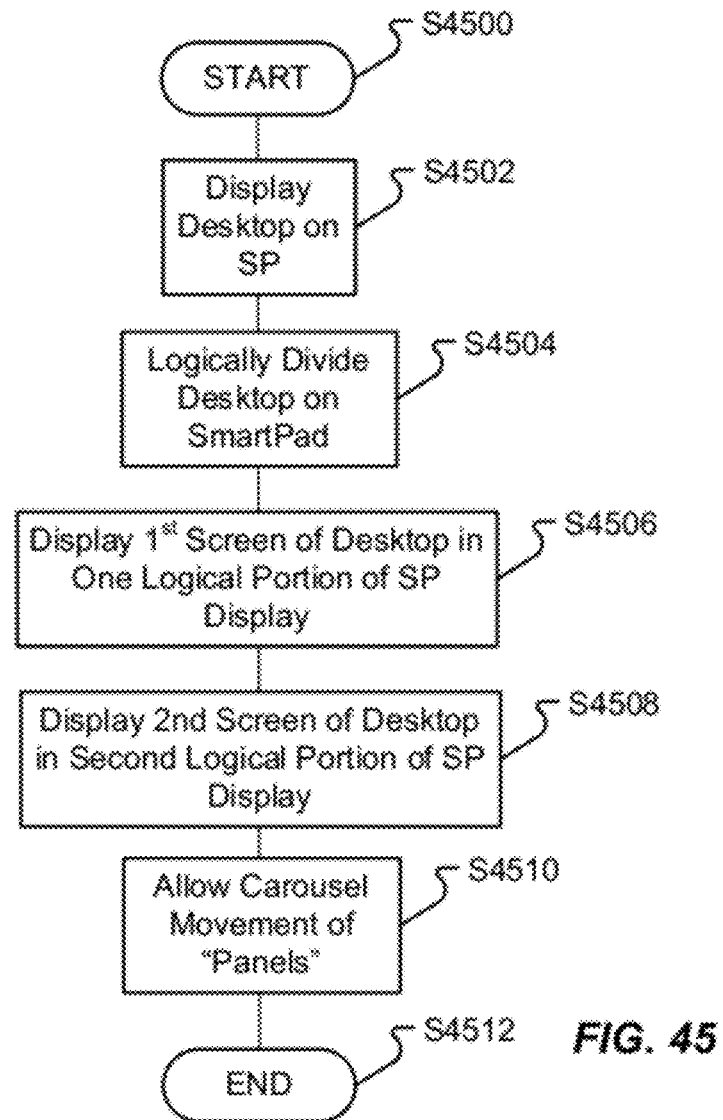 S4500
START
S4502
Display
Desktop on
SP
S4504
Logically Divide
Desktop on
SmartPad
S4506
Display 1st Screen of Desktop in
One Logical Portion of SP
Display
S4508
Display 2nd Screen of Desktop
in Second Logical Portion of SP
Display
S4510
Allow Carousel
Movement of
“Panels”
S4512
END
FIG. 45